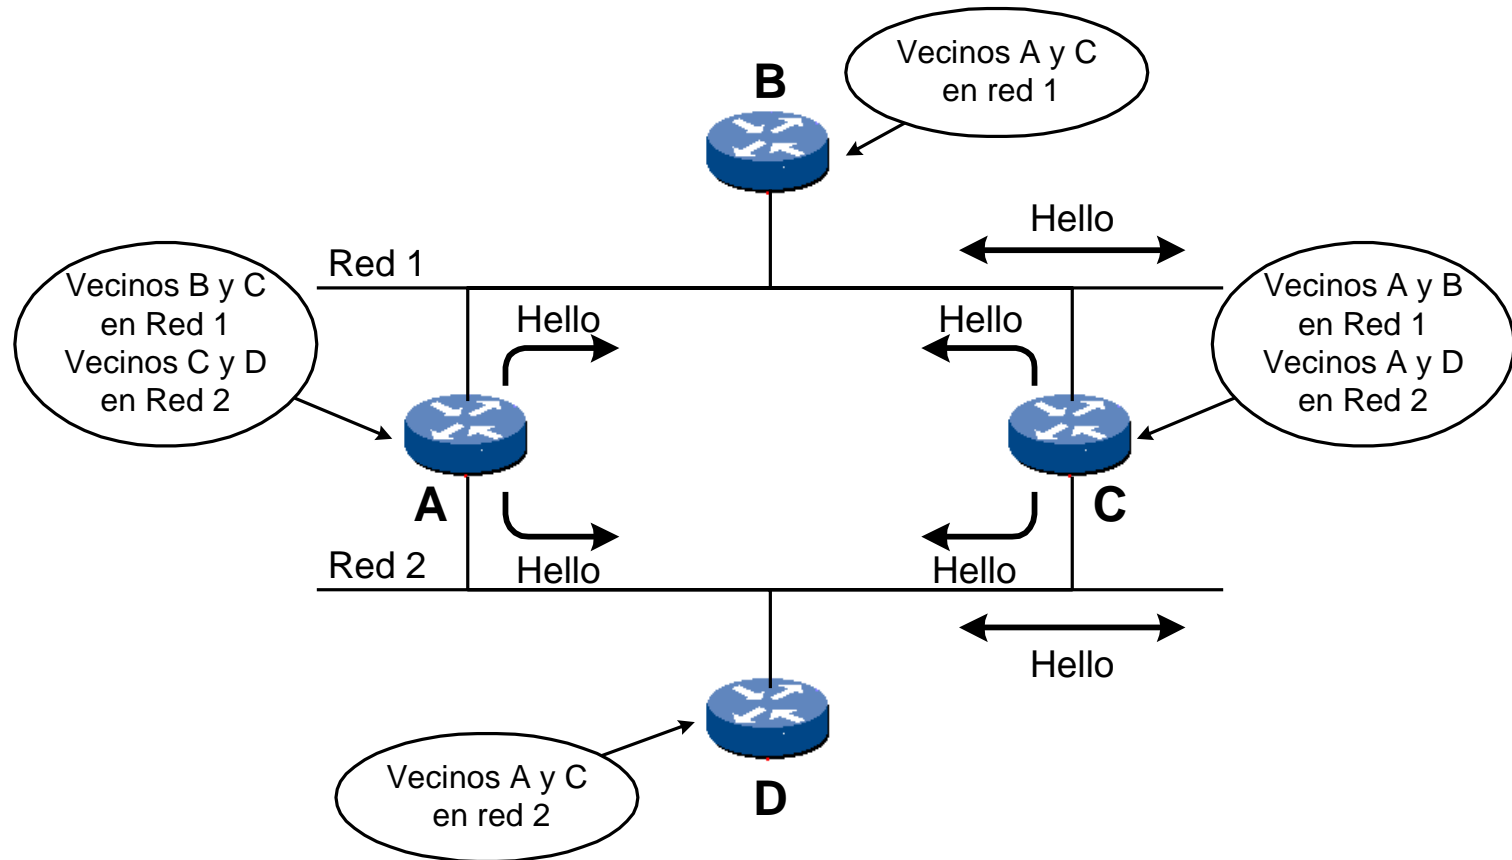 Vecinos A y C
en red 1
B
Hello
Red 1
Vecinos B y C
en Red 1
Vecinos C y D
en Red 2
Hello
Hello
Vecinos A y B
en Red 1
Vecinos A y D
en Red 2
A
C
Red 2
Hello
Hello
Hello
Vecinos A y C
en red 2
D